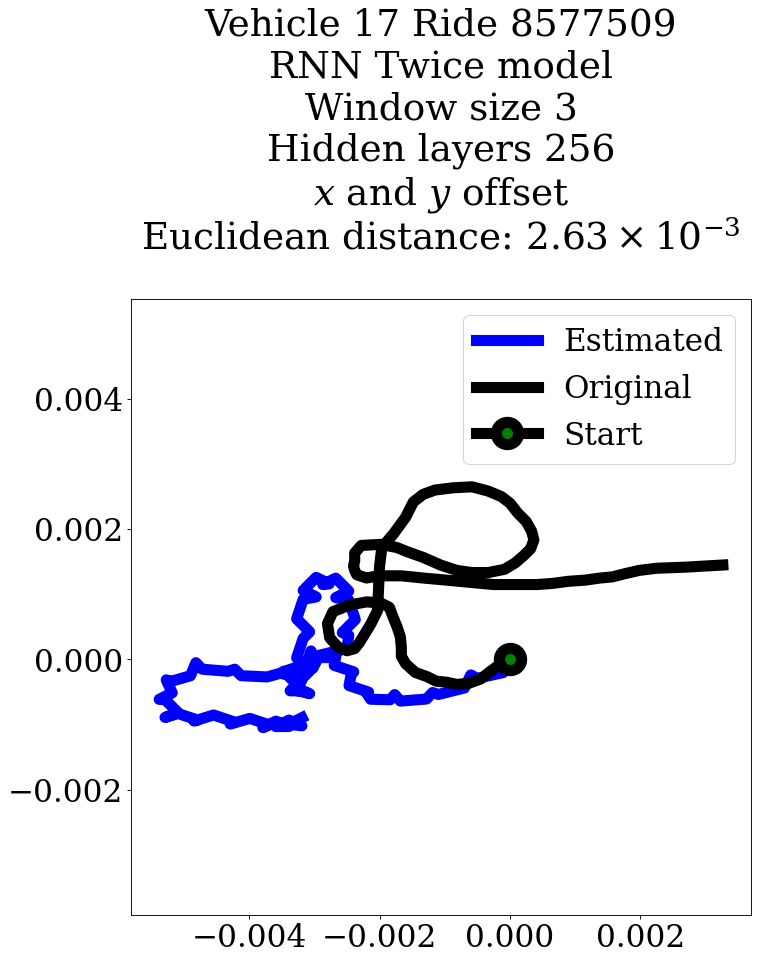 Vehicle 17 Ride 8577509
RNN Twice model
Window size 3
Hidden layers 256
x and y offset
Euclidean distance: 2.63 × 10⁻³
Estimated
Original
Start
0.004
0.002
0.000
−0.002
−0.004
−0.002
0.000
0.002